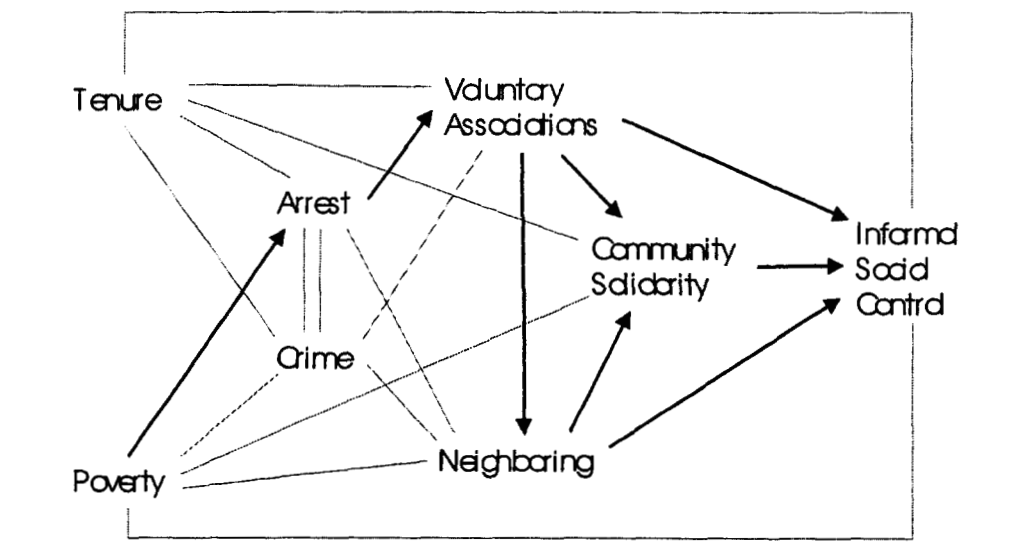 Tenure
Voluntary
Associations
Arrest
Community
Solidarity
Informal
Social
Control
Crime
Neighboring
Poverty